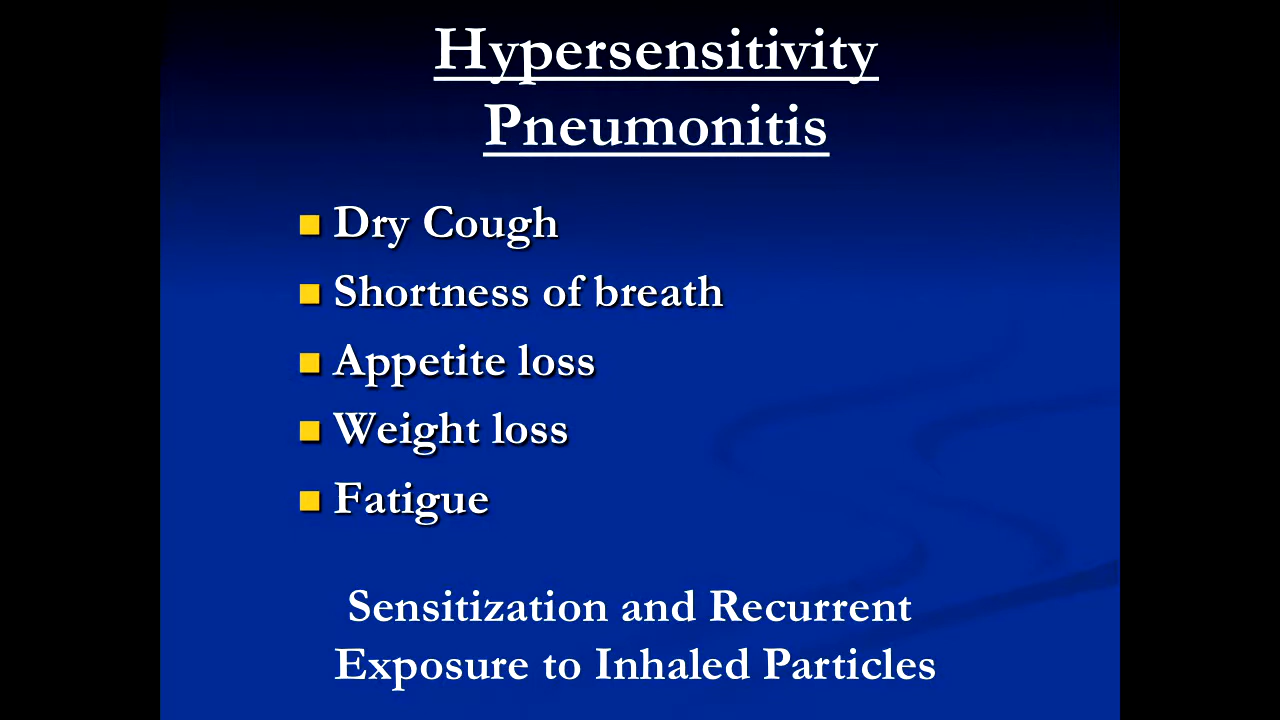 Hypersensitivity
Pneumonitis
Dry Cough
Shortness of breath
Appetite loss
Weight loss
Fatigue
Sensitization and Recurrent
Exposure to Inhaled Particles